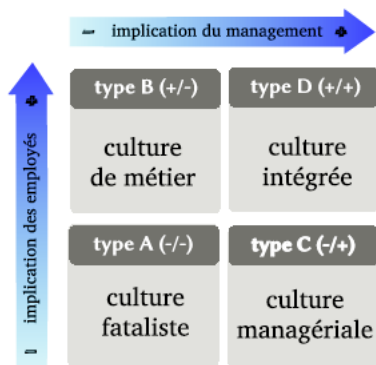 - implication du management +
implication des employés
+
-
type B (+/-)
culture
de métier
type D (+/+)
culture
intégrée
type A (-/-)
culture
fataliste
type C (-/+)
culture
managériale